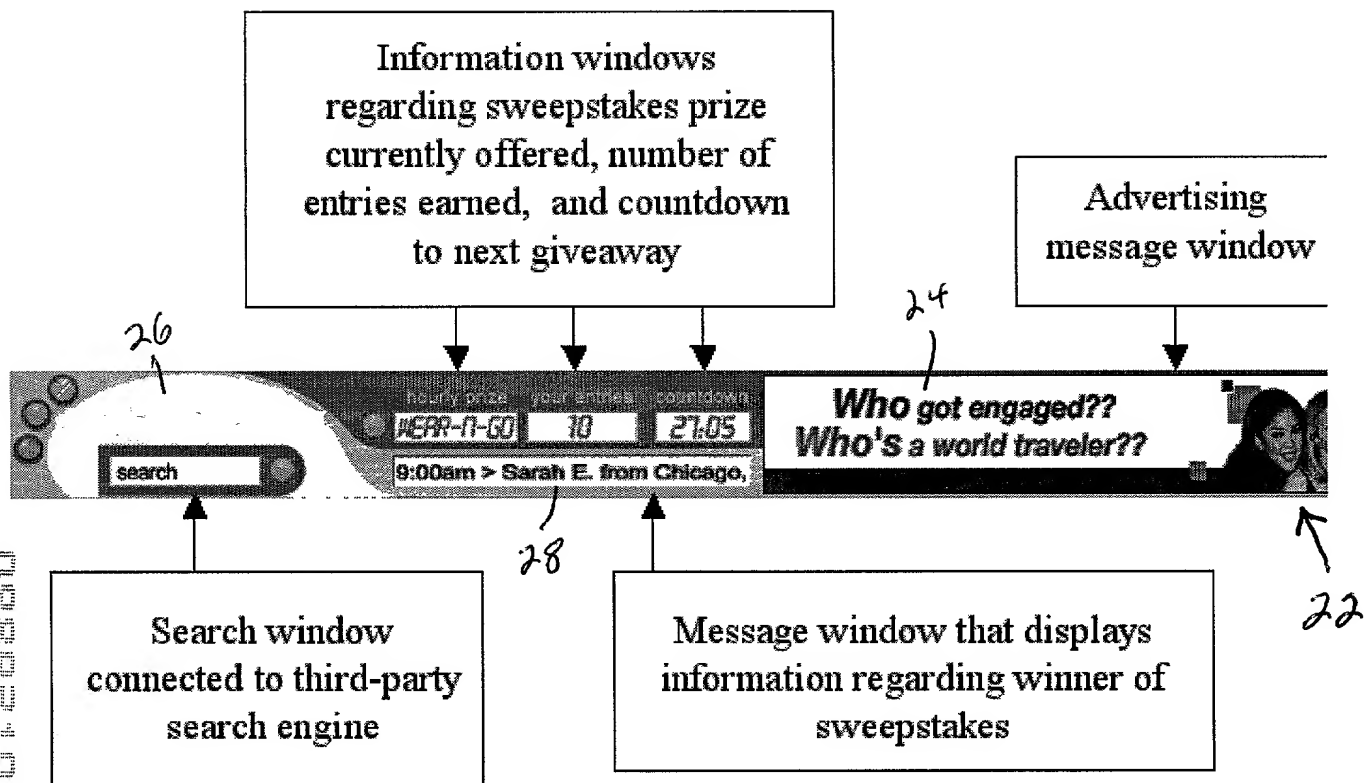 Information windows
regarding sweepstakes prize
currently offered, number of
entries earned, and countdown
to next giveaway
Advertising
message window
26
24
hourly prize your entries countdown
WEAR-N-GO 10 27:05
Who got engaged??
Who's a world traveler??
search
9:00am > Sarah E. from Chicago,
28
22
Search window
connected to third-party
search engine
Message window that displays
information regarding winner of
sweepstakes